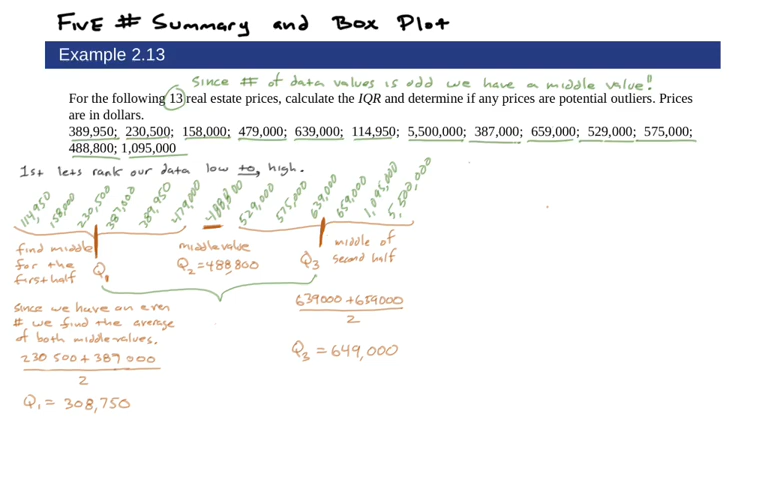 FIVE # Summary and Box Plot
Example 2.13
Since # of data values is odd we have a middle value!
For the following 13 real estate prices, calculate the IQR and determine if any prices are potential outliers. Prices
are in dollars.
389,950; 230,500; 158,000; 479,000; 639,000; 114,950; 5,500,000; 387,000; 659,000; 529,000; 575,000;
488,800; 1,095,000
1st lets rank our data low to, high.
114,950 158,000 230,500 387,000 389,950 479,000 488,800 529,000 575,000 639,000 659,000 1,095,000 5,500,000
find middle
for the
first half
Q1
middle value
Q2=488,800
Q3
middle of
second half
Since we have an even
# we find the average
of both middle values.
230 500 + 387 000
2
Q1 = 308,750
639000 + 659000
2
Q3 = 649,000